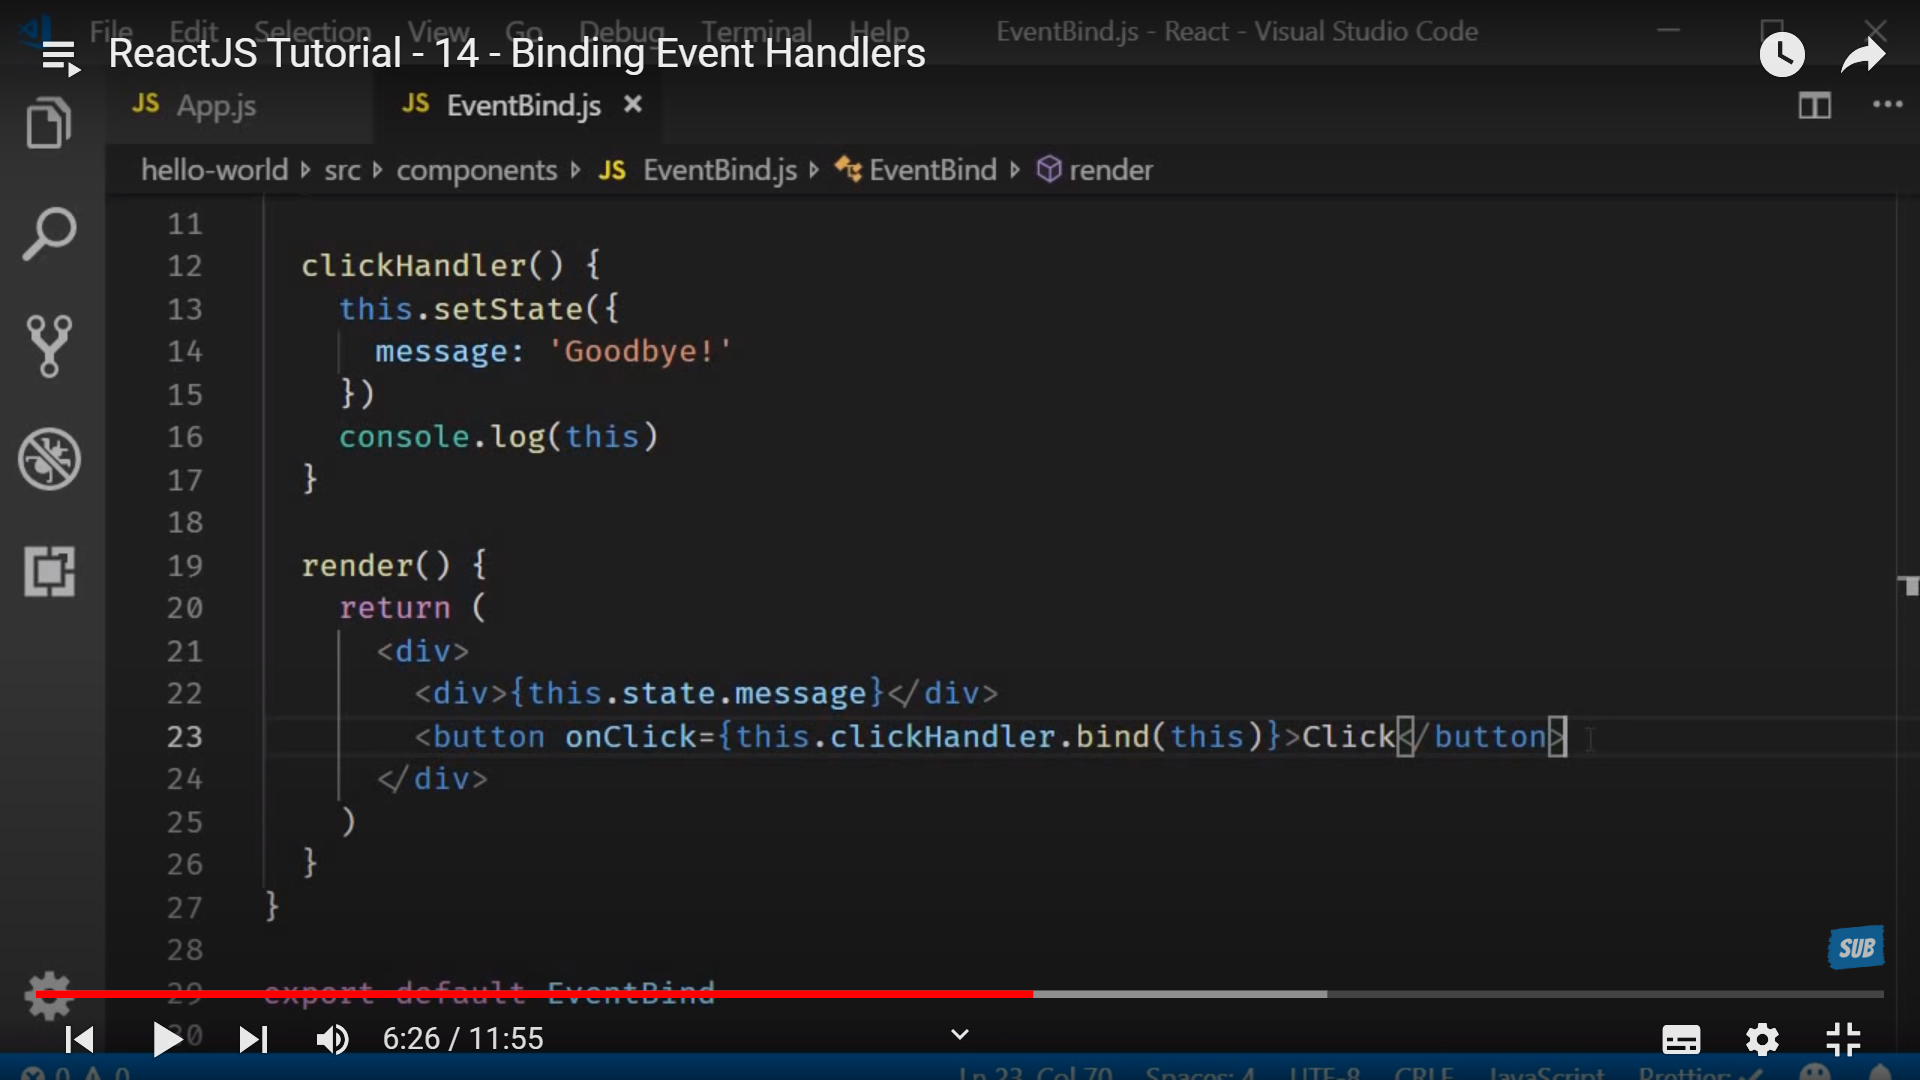 File Edit Selection View Go Debug Terminal Help EventBind.js - React - Visual Studio Code
ReactJS Tutorial - 14 - Binding Event Handlers
JS App.js JS EventBind.js
hello-world src components JS EventBind.js EventBind render
11
12 clickHandler() {
13 this.setState({
14 message: 'Goodbye!'
15 })
16 console.log(this)
17 }
18
19 render() {
20 return (
21 <div>
22 <div>{this.state.message}</div>
23 <button onClick={this.clickHandler.bind(this)}>Click</button>
24 </div>
25 )
26 }
27 }
28
SUB
29 export default EventBind
30
6:26 / 11:55
0 0 Ln 23, Col 70 Spaces: 4 UTF-8 CRLF JavaScript Prettier: ✓